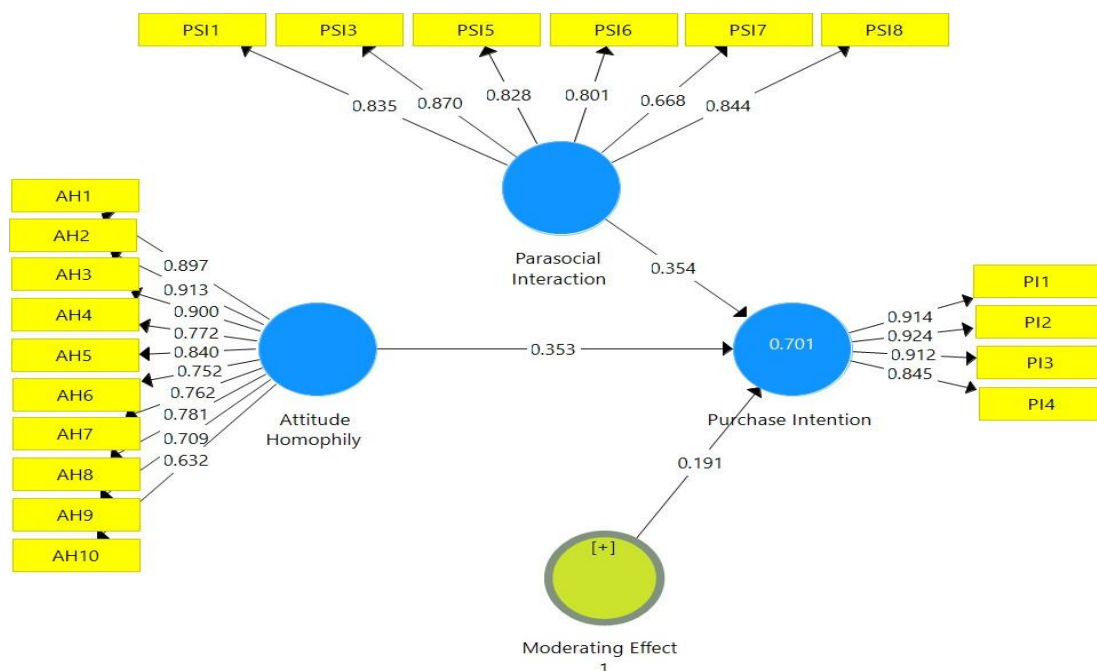 PSI1 PSI3 PSI5 PSI6 PSI7 PSI8
0.835 0.870 0.828 0.801 0.668 0.844
Parasocial
Interaction
AH1
AH2
AH3
AH4
AH5
AH6
AH7
AH8
AH9
AH10
0.897
0.913
0.900
0.772
0.840
0.752
0.762
0.781
0.709
0.632
Attitude
Homophily
0.354
0.353
0.701
Purchase Intention
0.914
0.924
0.912
0.845
PI1
PI2
PI3
PI4
0.191
[+]
Moderating Effect
1